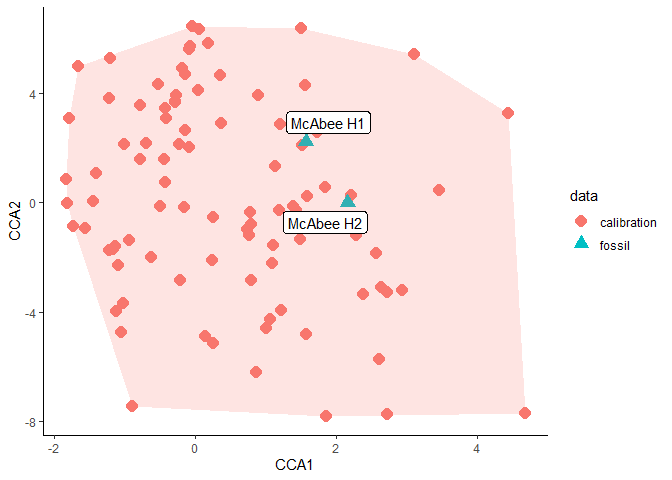 4
0
-4
-8
CCA2
McAbee H1
McAbee H2
-2
0
2
4
CCA1
data
calibration
fossil